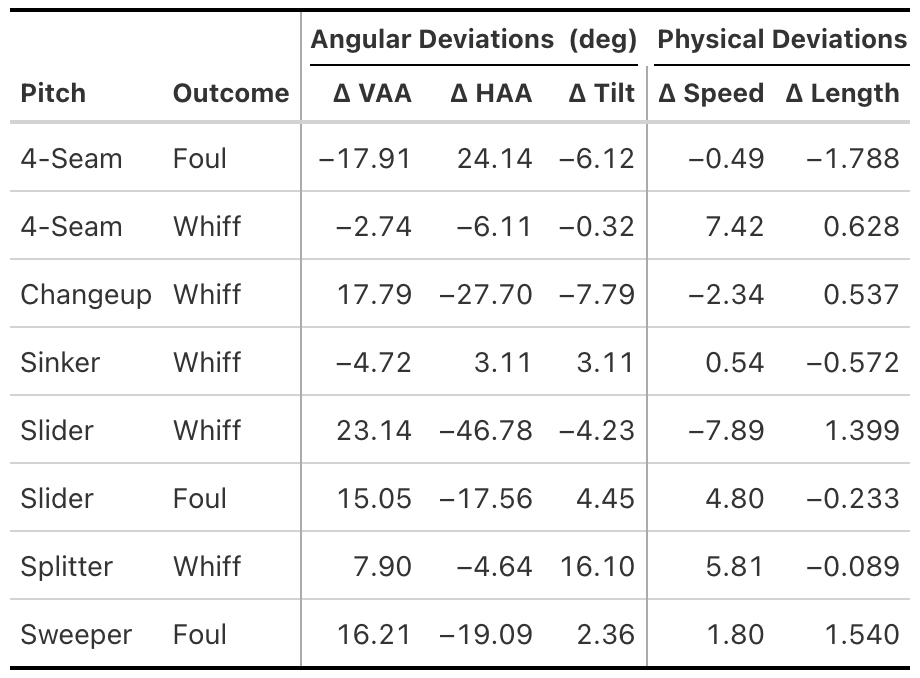 Angular Deviations (deg) Physical Deviations
Pitch Outcome Δ VAA Δ HAA Δ Tilt Δ Speed Δ Length
4-Seam Foul −17.91 24.14 −6.12 −0.49 −1.788
4-Seam Whiff −2.74 −6.11 −0.32 7.42 0.628
Changeup Whiff 17.79 −27.70 −7.79 −2.34 0.537
Sinker Whiff −4.72 3.11 3.11 0.54 −0.572
Slider Whiff 23.14 −46.78 −4.23 −7.89 1.399
Slider Foul 15.05 −17.56 4.45 4.80 −0.233
Splitter Whiff 7.90 −4.64 16.10 5.81 −0.089
Sweeper Foul 16.21 −19.09 2.36 1.80 1.540